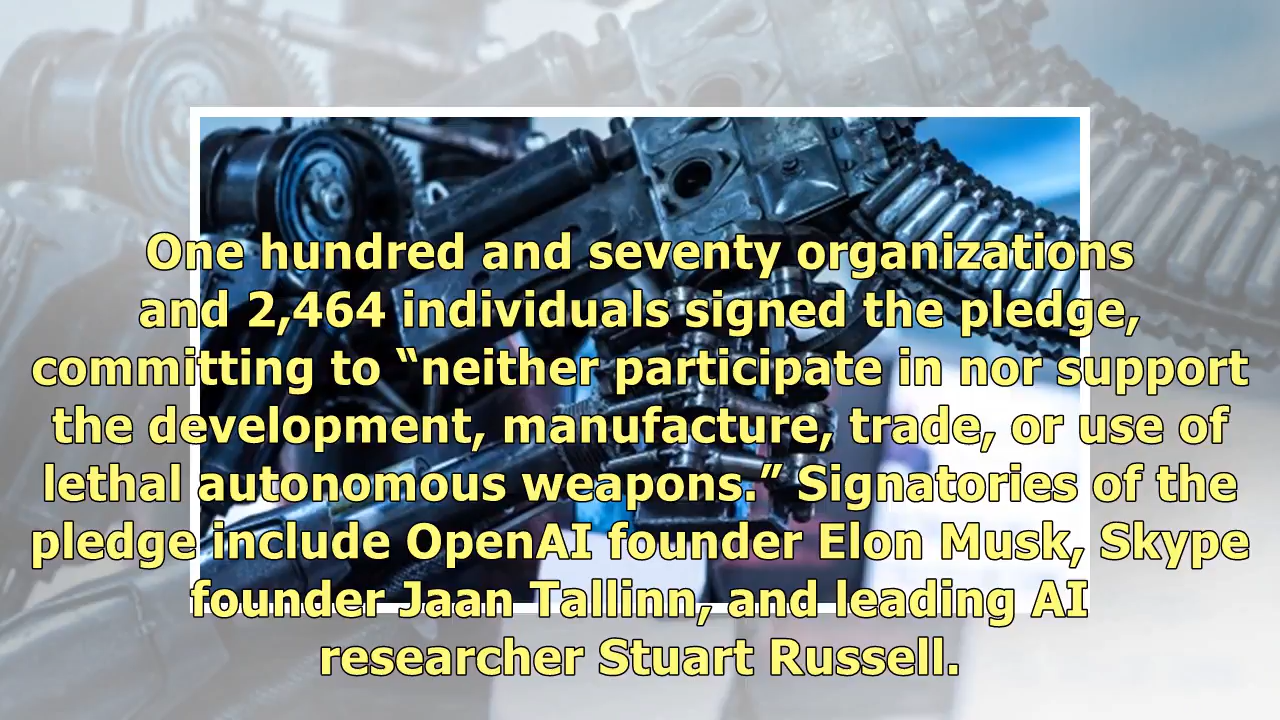 One hundred and seventy organizations
and 2,464 individuals signed the pledge,
committing to “neither participate in nor support
the development, manufacture, trade, or use of
lethal autonomous weapons.” Signatories of the
pledge include OpenAI founder Elon Musk, Skype
founder Jaan Tallinn, and leading AI
researcher Stuart Russell.